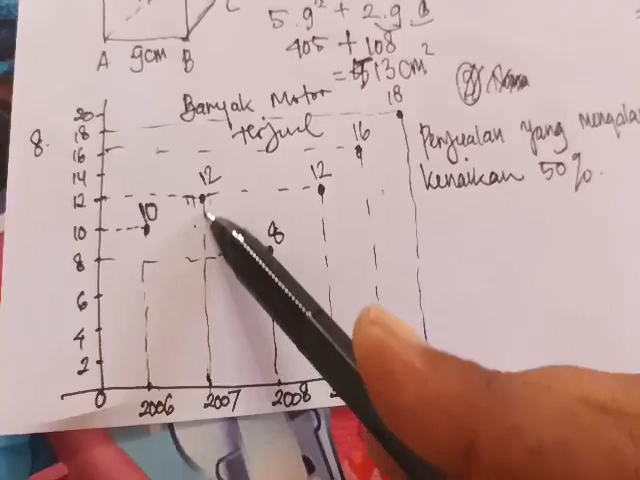 A 9cm B
5.9² + 2.9
405 + 108
= 513 cm²
8.
Banyak Motor
terjual
20
18
16
14
12
10
8
6
4
2
0
10
12
8
12
16
18
2006 2007 2008
Penjualan yang
kenaikan 50%.